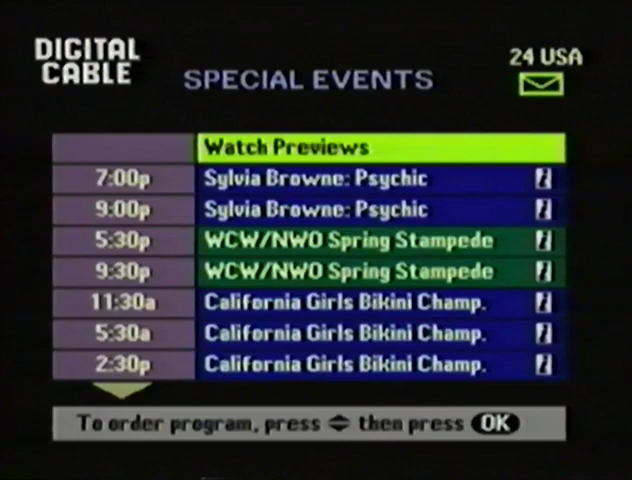 DIGITAL
CABLE
SPECIAL EVENTS
24 USA
Watch Previews
7:00p Sylvia Browne: Psychic i
9:00p Sylvia Browne: Psychic i
5:30p WCW/NWO Spring Stampede i
9:30p WCW/NWO Spring Stampede i
11:30a California Girls Bikini Champ. i
5:30a California Girls Bikini Champ. i
2:30p California Girls Bikini Champ. i
To order program, press then press OK